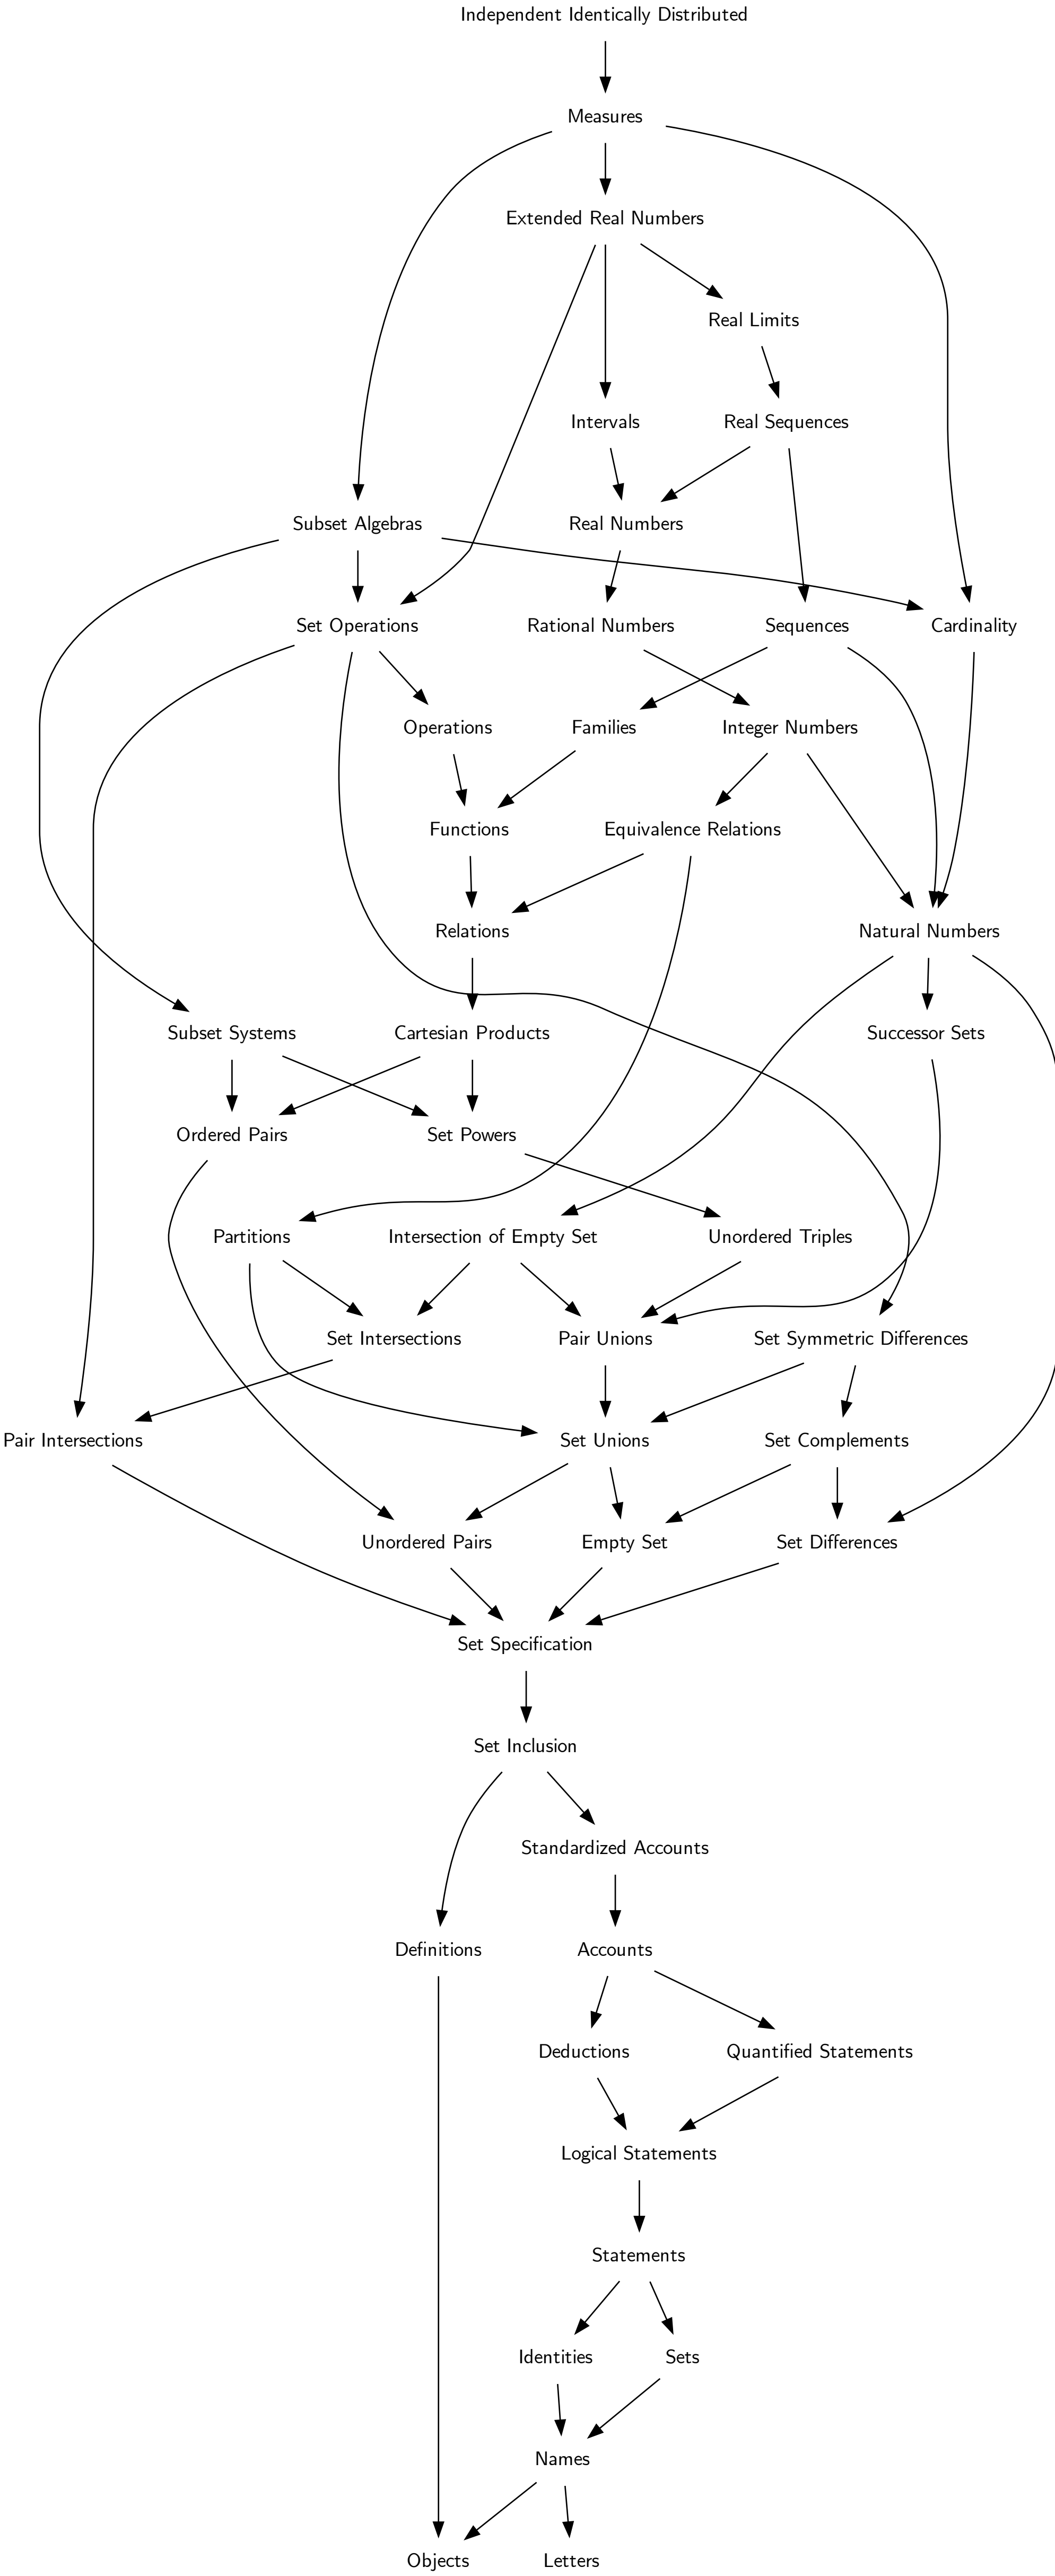 Independent Identically Distributed
Measures
Extended Real Numbers
Real Limits
Intervals
Real Sequences
Subset Algebras
Real Numbers
Set Operations
Rational Numbers
Sequences
Cardinality
Operations
Families
Integer Numbers
Functions
Equivalence Relations
Relations
Natural Numbers
Subset Systems
Cartesian Products
Successor Sets
Ordered Pairs
Set Powers
Partitions
Intersection of Empty Set
Unordered Triples
Set Intersections
Pair Unions
Set Symmetric Differences
Pair Intersections
Set Unions
Set Complements
Unordered Pairs
Empty Set
Set Differences
Set Specification
Set Inclusion
Standardized Accounts
Definitions
Accounts
Deductions
Quantified Statements
Logical Statements
Statements
Identities
Sets
Names
Objects
Letters